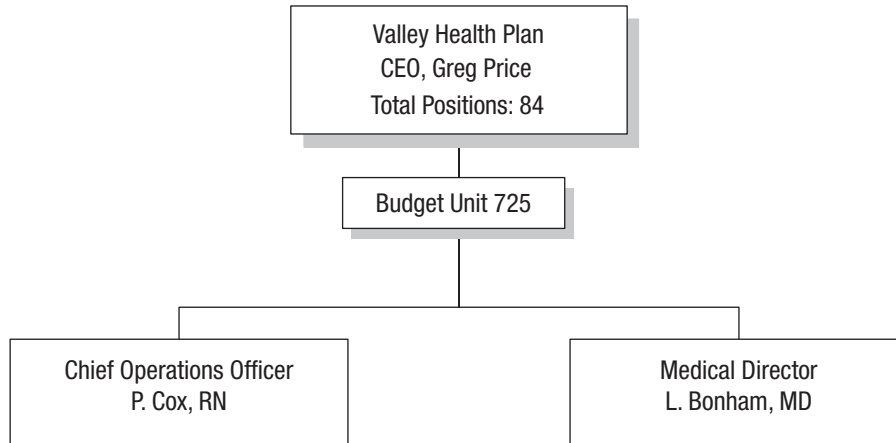 Valley Health Plan
CEO, Greg Price
Total Positions: 84
Budget Unit 725
Chief Operations Officer
P. Cox, RN
Medical Director
L. Bonham, MD